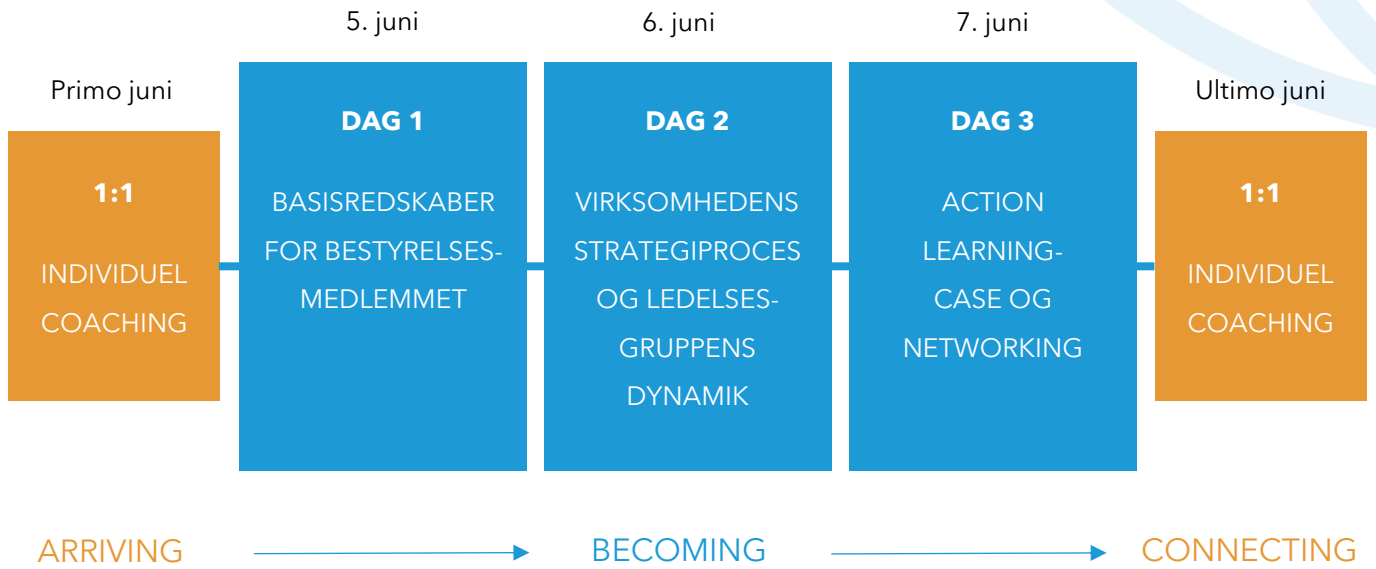 Primo juni
1:1
INDIVIDUEL
COACHING
5. juni
DAG 1
BASISREDSKABER
FOR BESTYRELSES-
MEDLEMMET
6. juni
DAG 2
VIRKSOMHEDENS
STRATEGIPROCES
OG LEDELSES-
GRUPPENS
DYNAMIK
7. juni
DAG 3
ACTION
LEARNING-
CASE OG
NETWORKING
Ultimo juni
1:1
INDIVIDUEL
COACHING
ARRIVING
BECOMING
CONNECTING